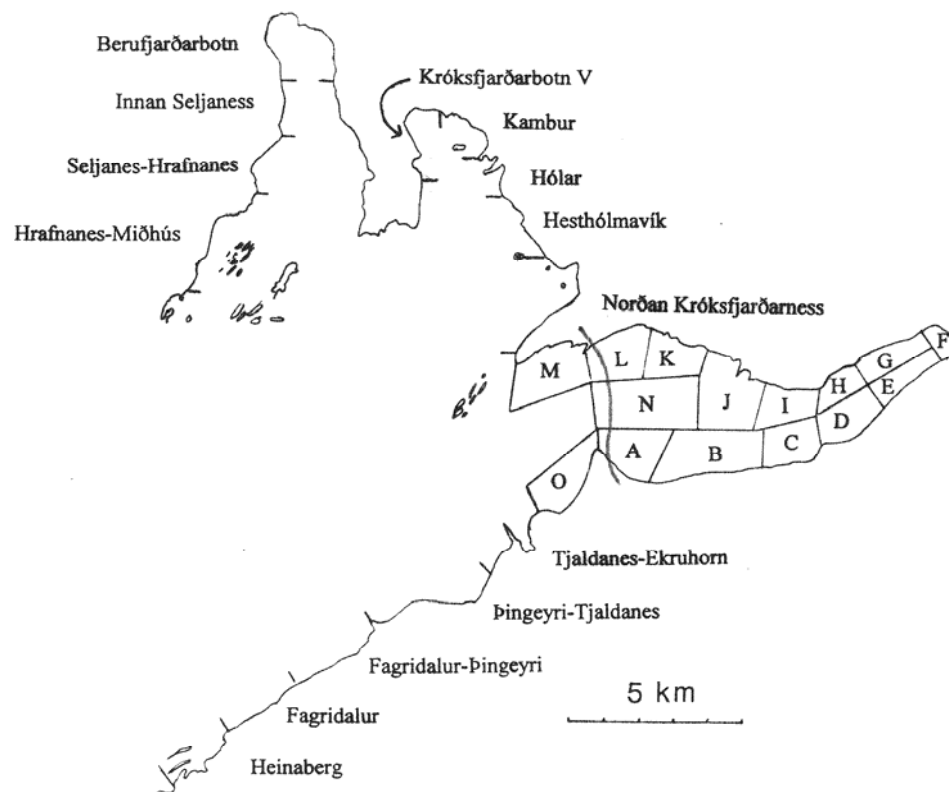 Berufjarðarbotn
Króksfjarðarbotn V
Innan Seljaness
Kambur
Seljanes-Hrafnanes
Hólar
Hrafnanes-Miðhús
Hesthólmavík
Norðan Króksfjarðarness
F
G
L
K
M
H
E
N
J
I
D
A
B
C
O
Tjaldanes-Ekruhorn
Þingeyri-Tjaldanes
Fagridalur-Þingeyri
5 km
Fagridalur
Heinaberg